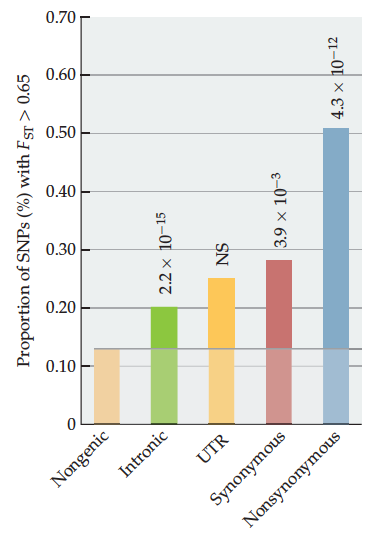 Proportion of SNPs (%) with F_ST > 0.65
0.70
0.60
0.50
0.40
0.30
0.20
0.10
0
2.2 × 10⁻¹⁵
NS
3.9 × 10⁻³
4.3 × 10⁻¹²
Nongenic
Intronic
UTR
Synonymous
Nonsynonymous